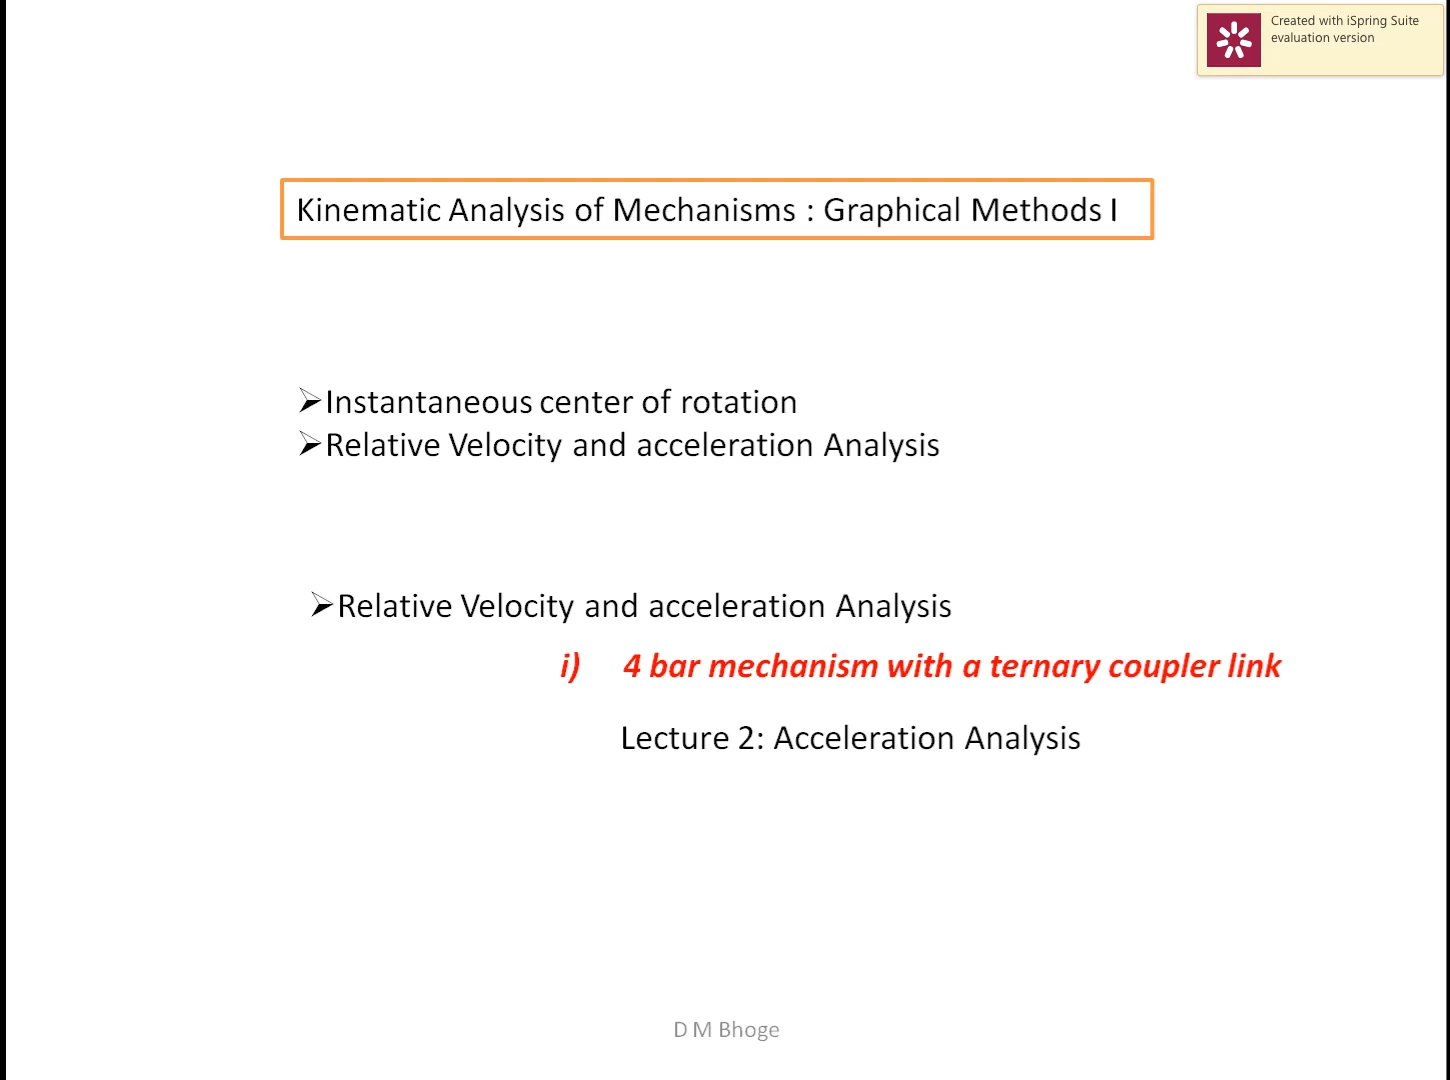 Created with iSpring Suite
evaluation version
Kinematic Analysis of Mechanisms : Graphical Methods I
➢Instantaneous center of rotation
➢Relative Velocity and acceleration Analysis
➢Relative Velocity and acceleration Analysis
i) 4 bar mechanism with a ternary coupler link
Lecture 2: Acceleration Analysis
D M Bhoge